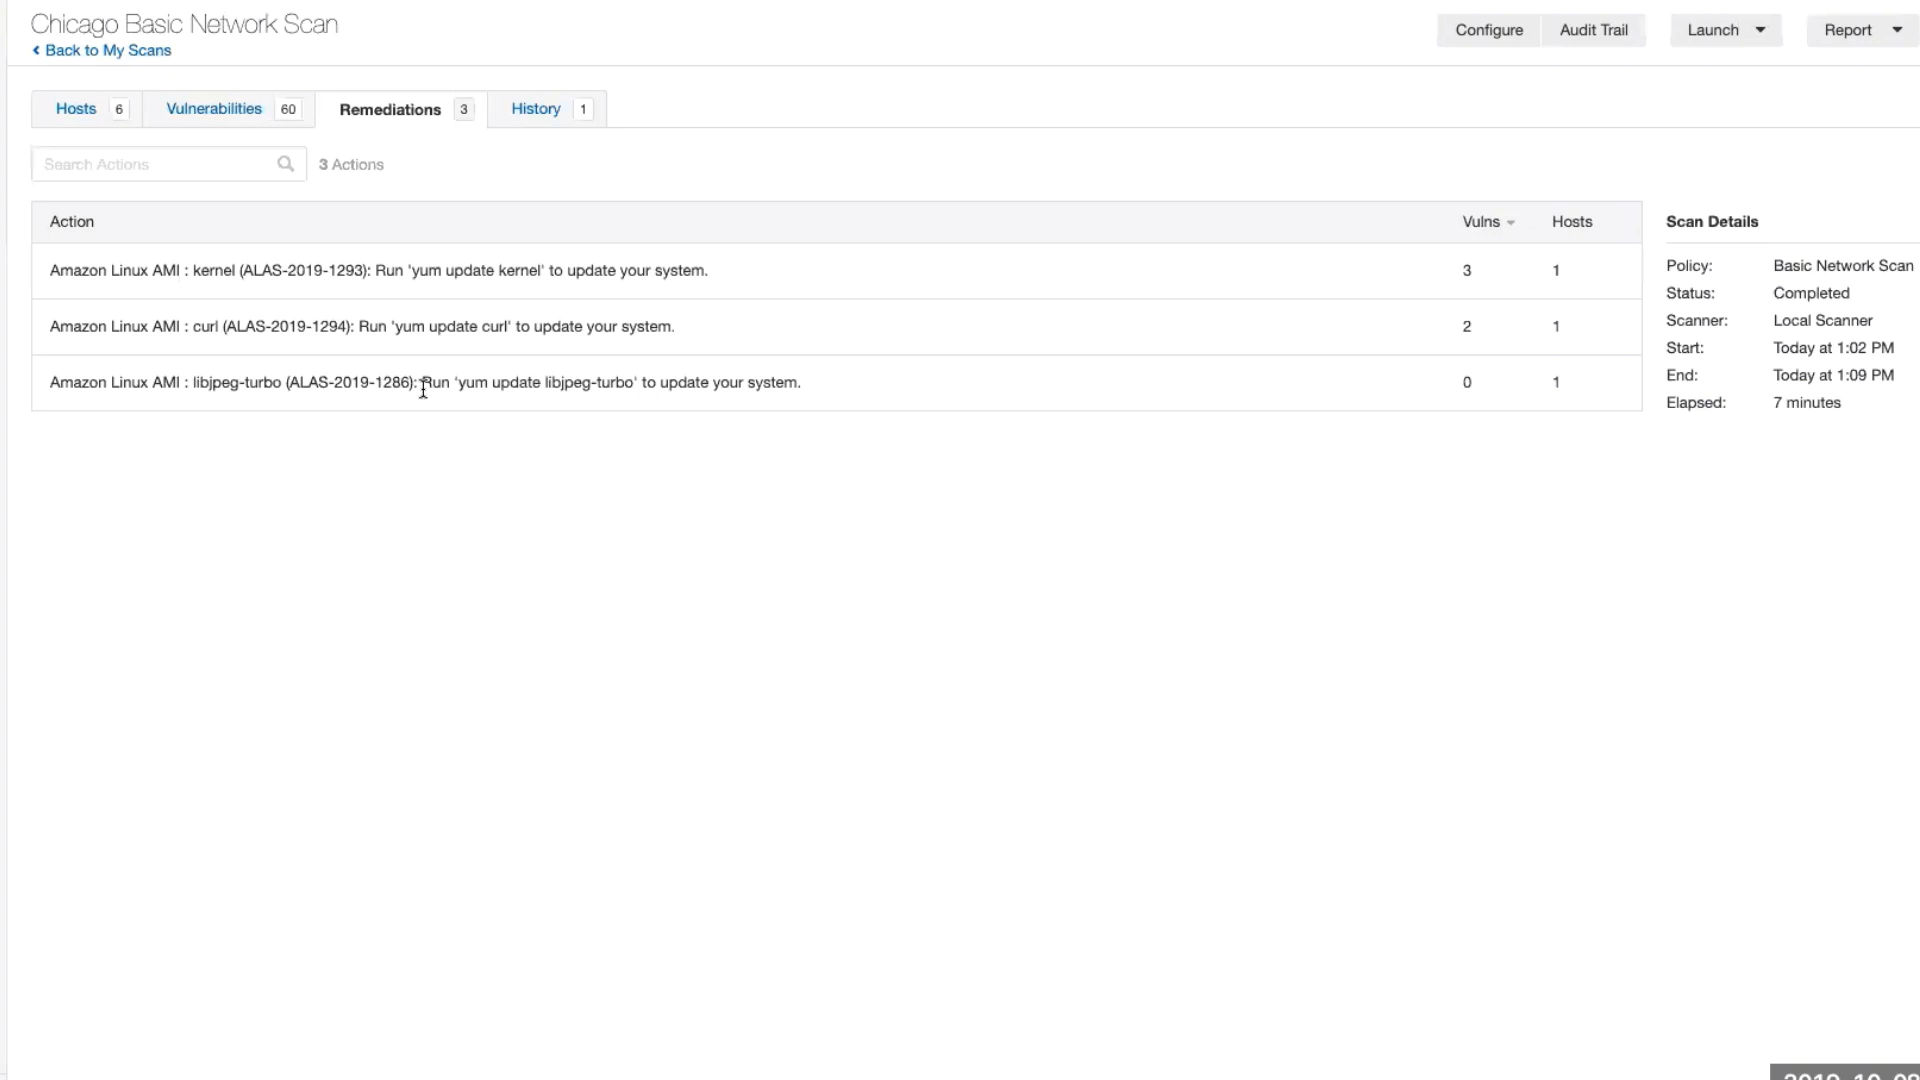 Chicago Basic Network Scan
Back to My Scans
Configure
Audit Trail
Launch
Report
Hosts 6
Vulnerabilities 60
Remediations 3
History 1
Search Actions
3 Actions
Action Vulns Hosts
Amazon Linux AMI : kernel (ALAS-2019-1293): Run 'yum update kernel' to update your system. 3 1
Amazon Linux AMI : curl (ALAS-2019-1294): Run 'yum update curl' to update your system. 2 1
Amazon Linux AMI : libjpeg-turbo (ALAS-2019-1286): Run 'yum update libjpeg-turbo' to update your system. 0 1
Scan Details
Policy: Basic Network Scan
Status: Completed
Scanner: Local Scanner
Start: Today at 1:02 PM
End: Today at 1:09 PM
Elapsed: 7 minutes